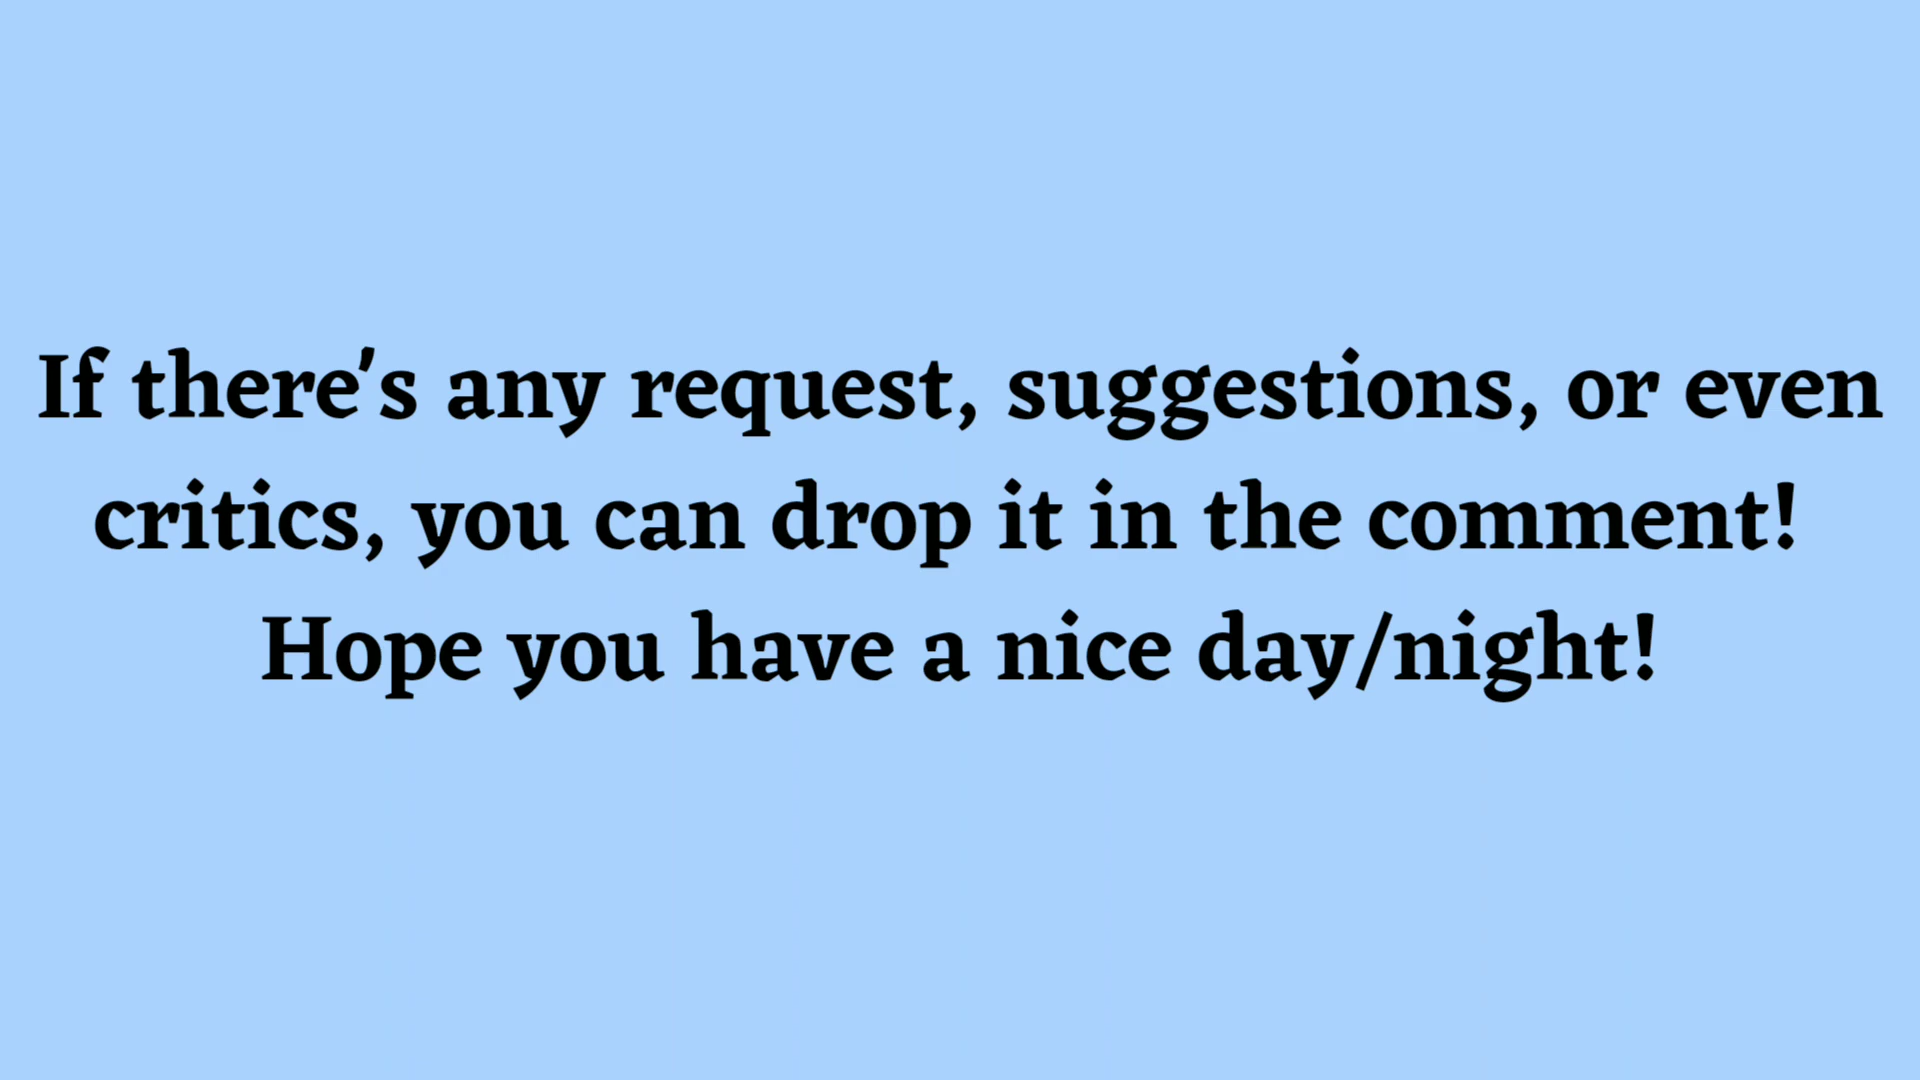 If there's any request, suggestions, or even
critics, you can drop it in the comment!
Hope you have a nice day/night!